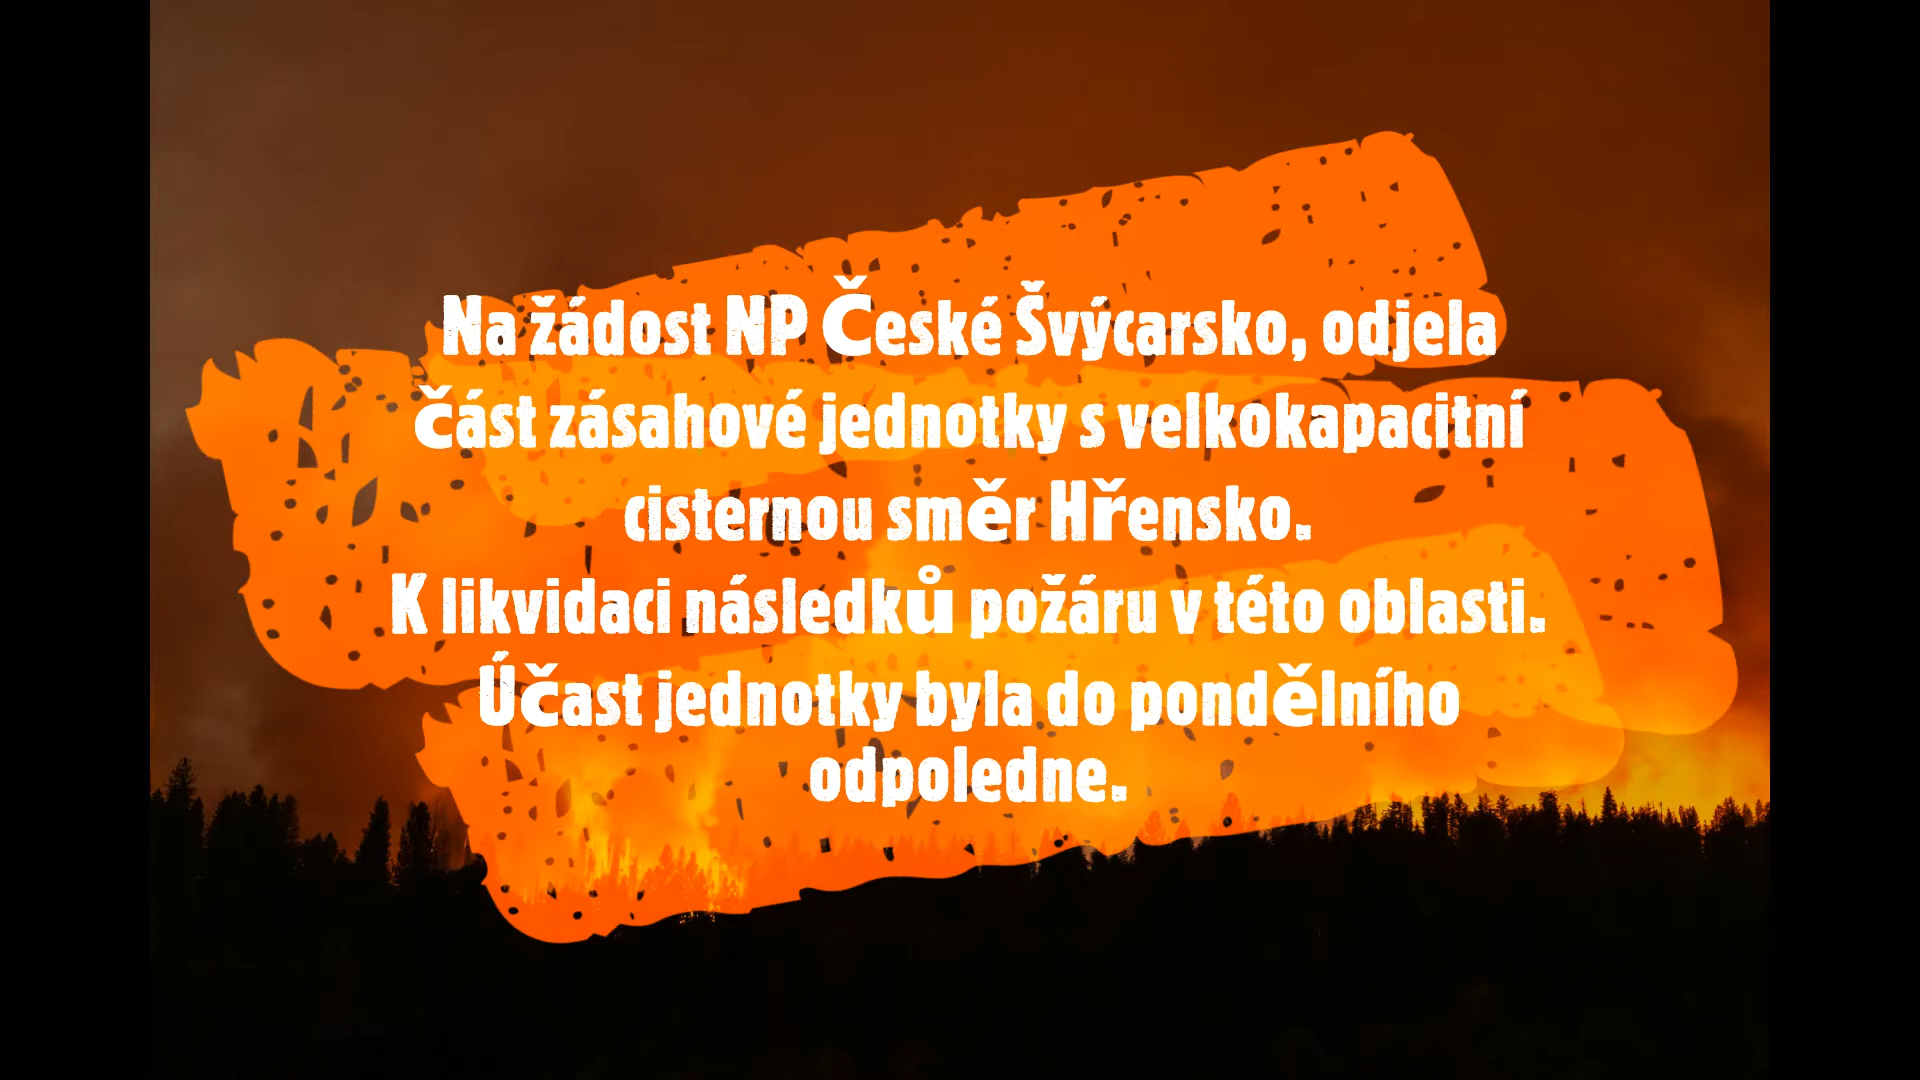 Na žádost NP České Švýcarsko, odjela
část zásahové jednotky s velkokapacitní
cisternou směr Hřensko.
K likvidaci následků požáru v této oblasti.
Účast jednotky byla do pondělního
odpoledne.